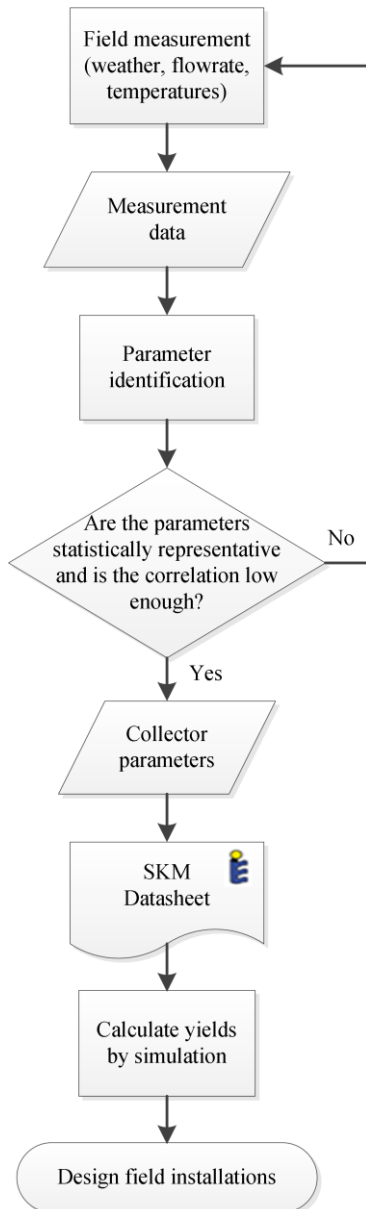 Field measurement
(weather, flowrate,
temperatures)
Measurement
data
Parameter
identification
Are the parameters
statistically representative
and is the correlation low
enough?
No
Yes
Collector
parameters
SKM
Datasheet
Calculate yields
by simulation
Design field installations